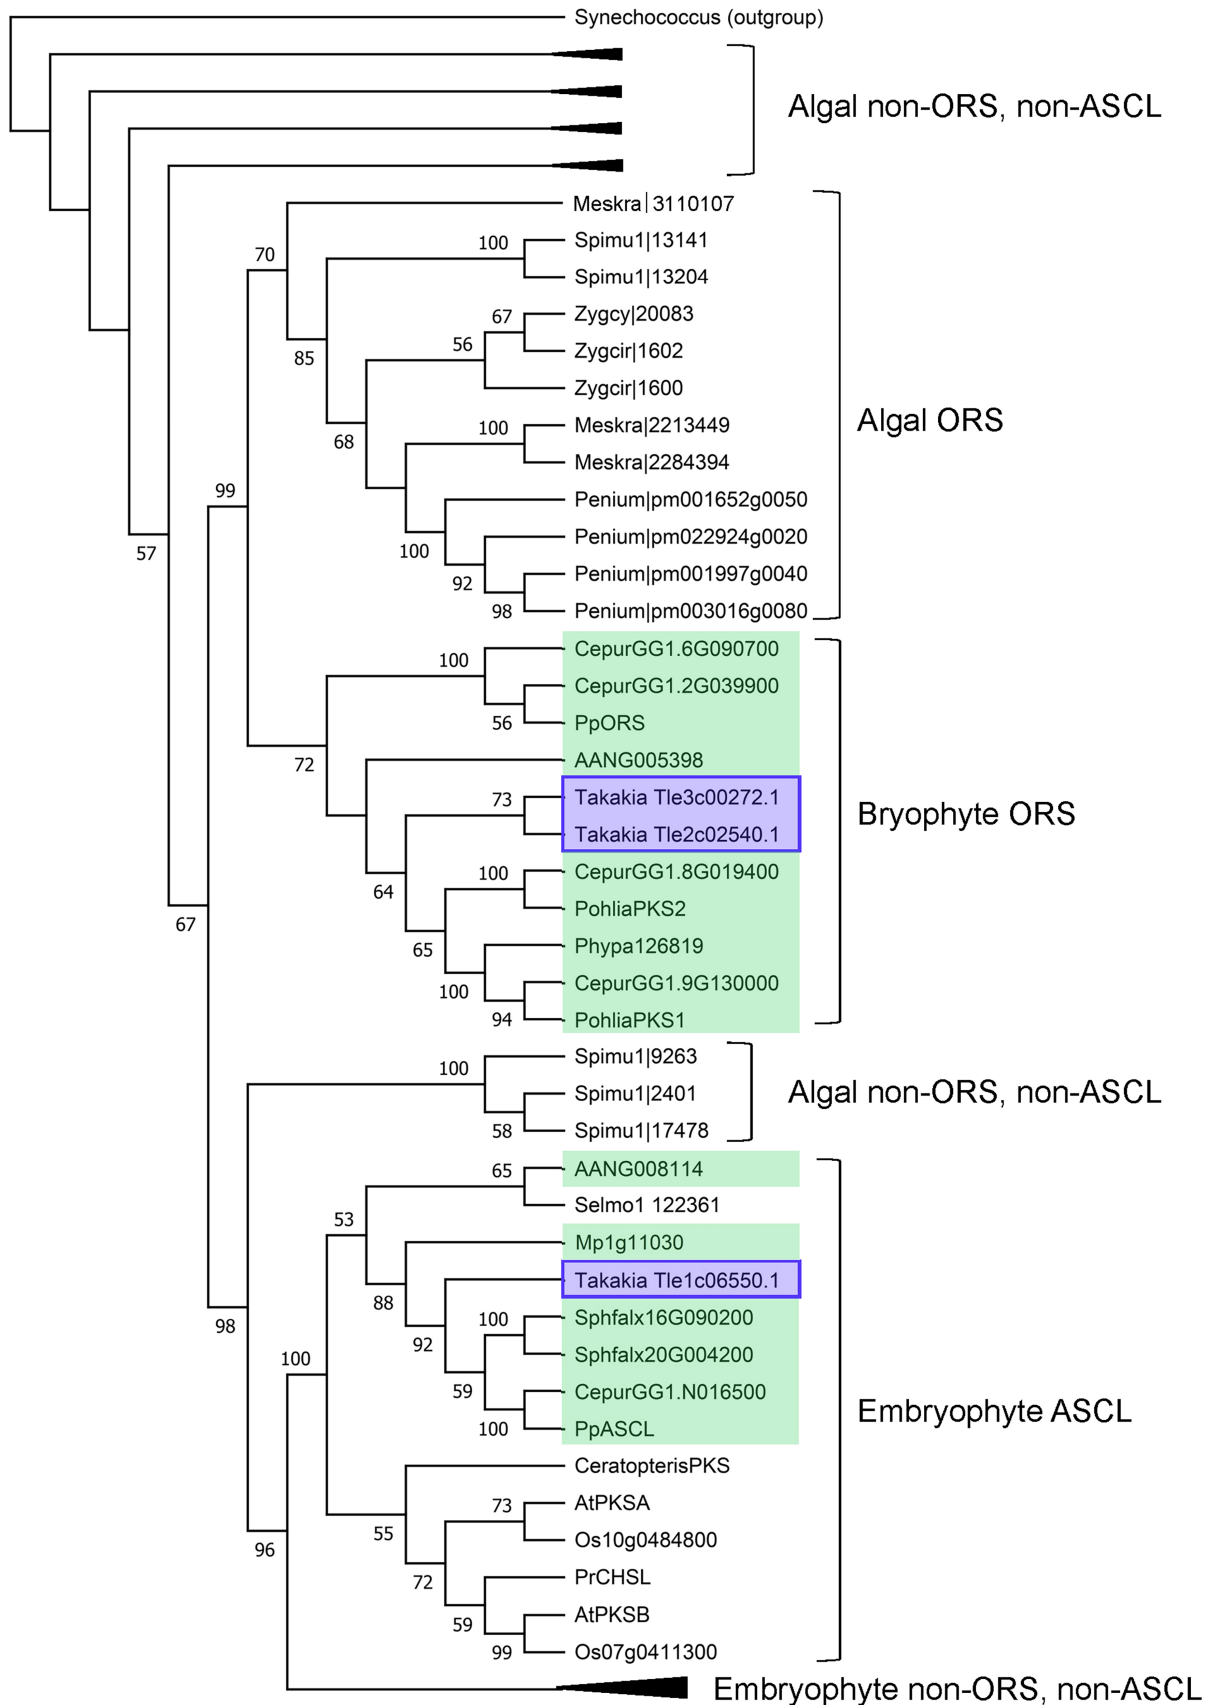 Synechococcus (outgroup)
Algal non-ORS, non-ASCL
Meskra|3110107
70
100
Spimu1|13141
Spimu1|13204
67
Zygcy|20083
56
85
Zygcir|1602
Zygcir|1600
Algal ORS
68
100
Meskra|2213449
Meskra|2284394
99
Penium|pm001652g0050
Penium|pm022924g0020
57
100
92
Penium|pm001997g0040
98
Penium|pm003016g0080
CepurGG1.6G090700
100
CepurGG1.2G039900
56
PpORS
72
AANG005398
73
Takakia Tle3c00272.1
Bryophyte ORS
Takakia Tle2c02540.1
100
CepurGG1.8G019400
64
PohliaPKS2
67
65
Phypa126819
CepurGG1.9G130000
100
94
PohliaPKS1
Spimu1|9263
100
Spimu1|2401
Algal non-ORS, non-ASCL
58
Spimu1|17478
65
AANG008114
Selmo1 122361
53
Mp1g11030
Takakia Tle1c06550.1
88
100
Sphfalx16G090200
98
92
Sphfalx20G004200
100
59
CepurGG1.N016500
Embryophyte ASCL
100
PpASCL
CeratopterisPKS
73
AtPKSA
55
Os10g0484800
96
72
PrCHSL
59
AtPKSB
99
Os07g0411300
Embryophyte non-ORS, non-ASCL